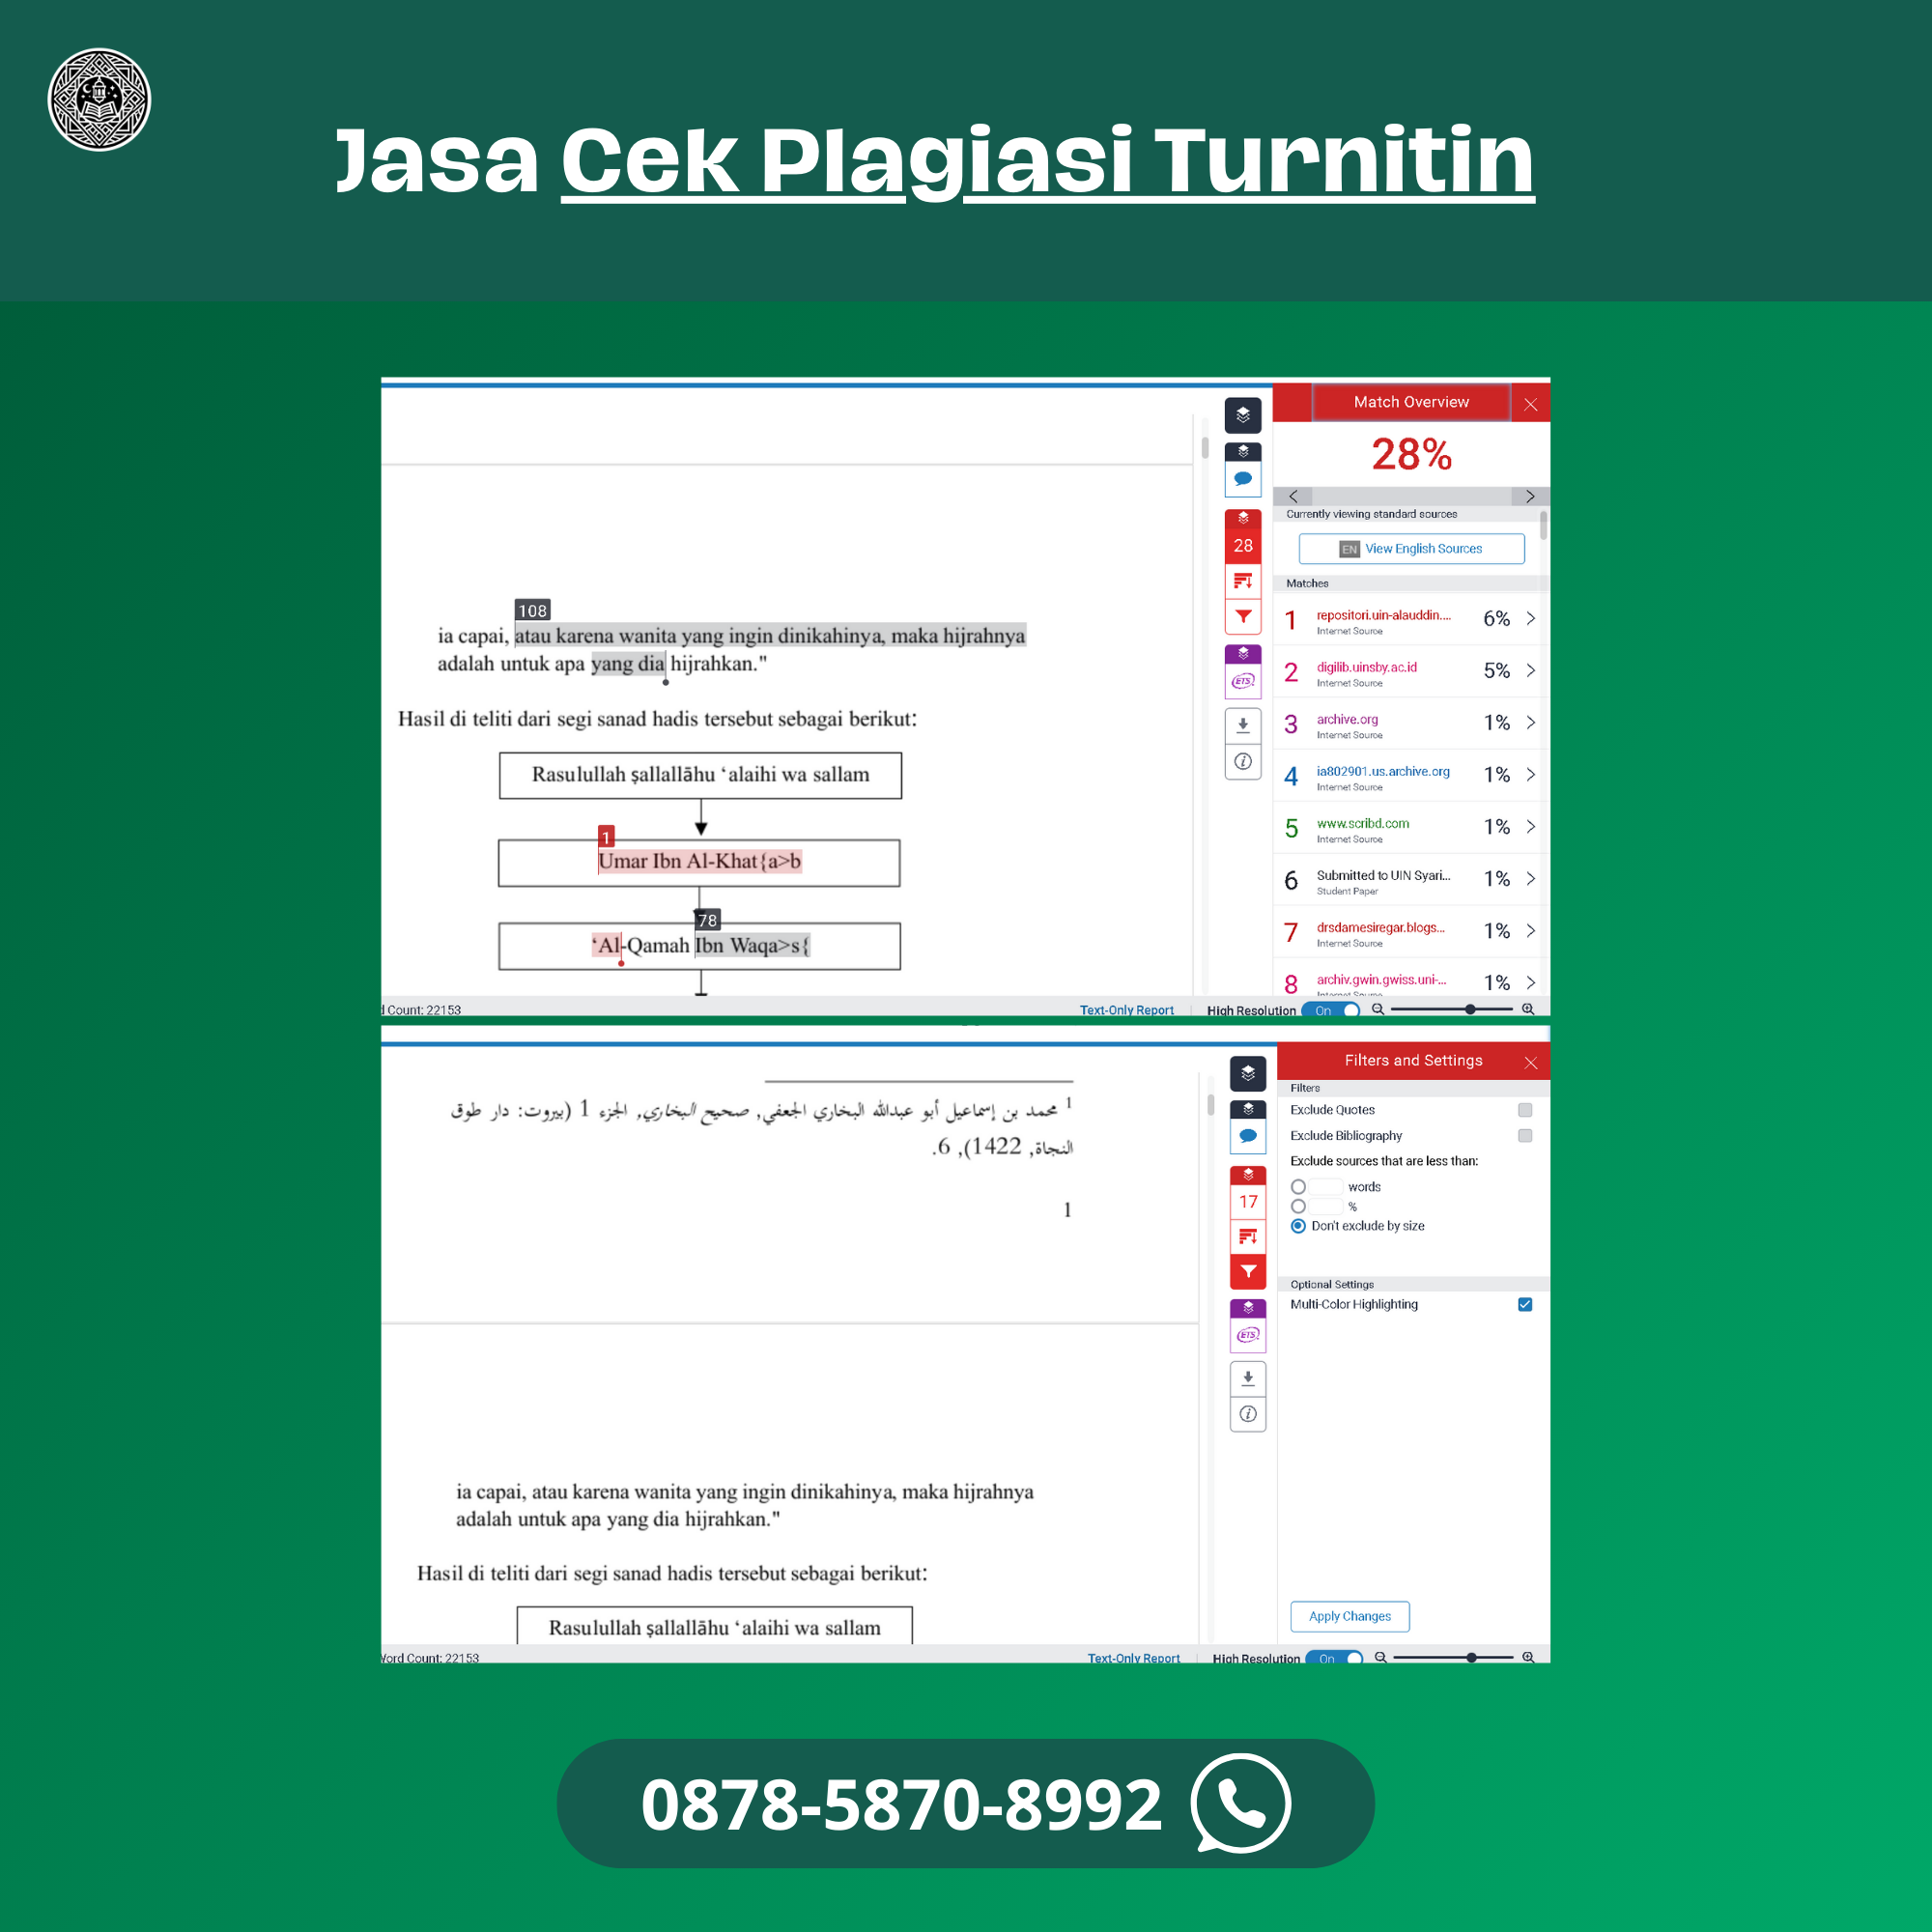 Jasa Cek Plagiasi Turnitin
108
ia capai, atau karena wanita yang ingin dinikahinya, maka hijrahnya
adalah untuk apa yang dia hijrahkan."
Hasil di teliti dari segi sanad hadis tersebut sebagai berikut:
Rasulullah ṣallallāhu ‘alaihi wa sallam
1
Umar Ibn Al-Khat{a>b
78
‘Al-Qamah Ibn Waqa>s{
28
ETS
Match Overview
28%
Currently viewing standard sources
EN View English Sources
Matches
1 repositori.uin-alauddin.... 6%
Internet Source
2 digilib.uinsby.ac.id 5%
Internet Source
3 archive.org 1%
Internet Source
4 ia802901.us.archive.org 1%
Internet Source
5 www.scribd.com 1%
Internet Source
6 Submitted to UIN Syari... 1%
Student Paper
7 drsdamesiregar.blogs... 1%
Internet Source
8 archiv.gwin.gwiss.uni-... 1%
Internet Source
d Count: 22153 Text-Only Report High Resolution On
1 محمد بن إسماعيل أبو عبدالله البخاري الجعفي, صحيح البخاري, الجزء 1 (بيروت: دار طوق
النجاة, 1422), 6.
1
ia capai, atau karena wanita yang ingin dinikahinya, maka hijrahnya
adalah untuk apa yang dia hijrahkan."
Hasil di teliti dari segi sanad hadis tersebut sebagai berikut:
Rasulullah ṣallallāhu ‘alaihi wa sallam
17
ETS
Filters and Settings
Filters
Exclude Quotes
Exclude Bibliography
Exclude sources that are less than:
words
%
Don't exclude by size
Optional Settings
Multi-Color Highlighting
Apply Changes
Word Count: 22153 Text-Only Report High Resolution On
0878-5870-8992